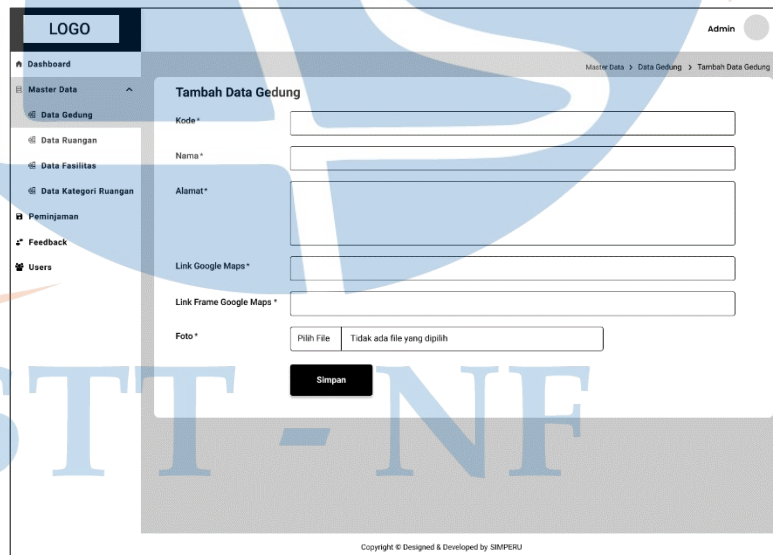 LOGO
Admin
Dashboard
Master Data > Data Gedung > Tambah Data Gedung
Master Data
Data Gedung
Data Ruangan
Data Fasilitas
Data Kategori Ruangan
Peminjaman
Feedback
Users
Tambah Data Gedung
Kode*
Nama*
Alamat*
Link Google Maps*
Link Frame Google Maps *
Foto *
Pilih File Tidak ada file yang dipilih
Simpan
STT - NF
Copyright © Designed & Developed by SIMPERU